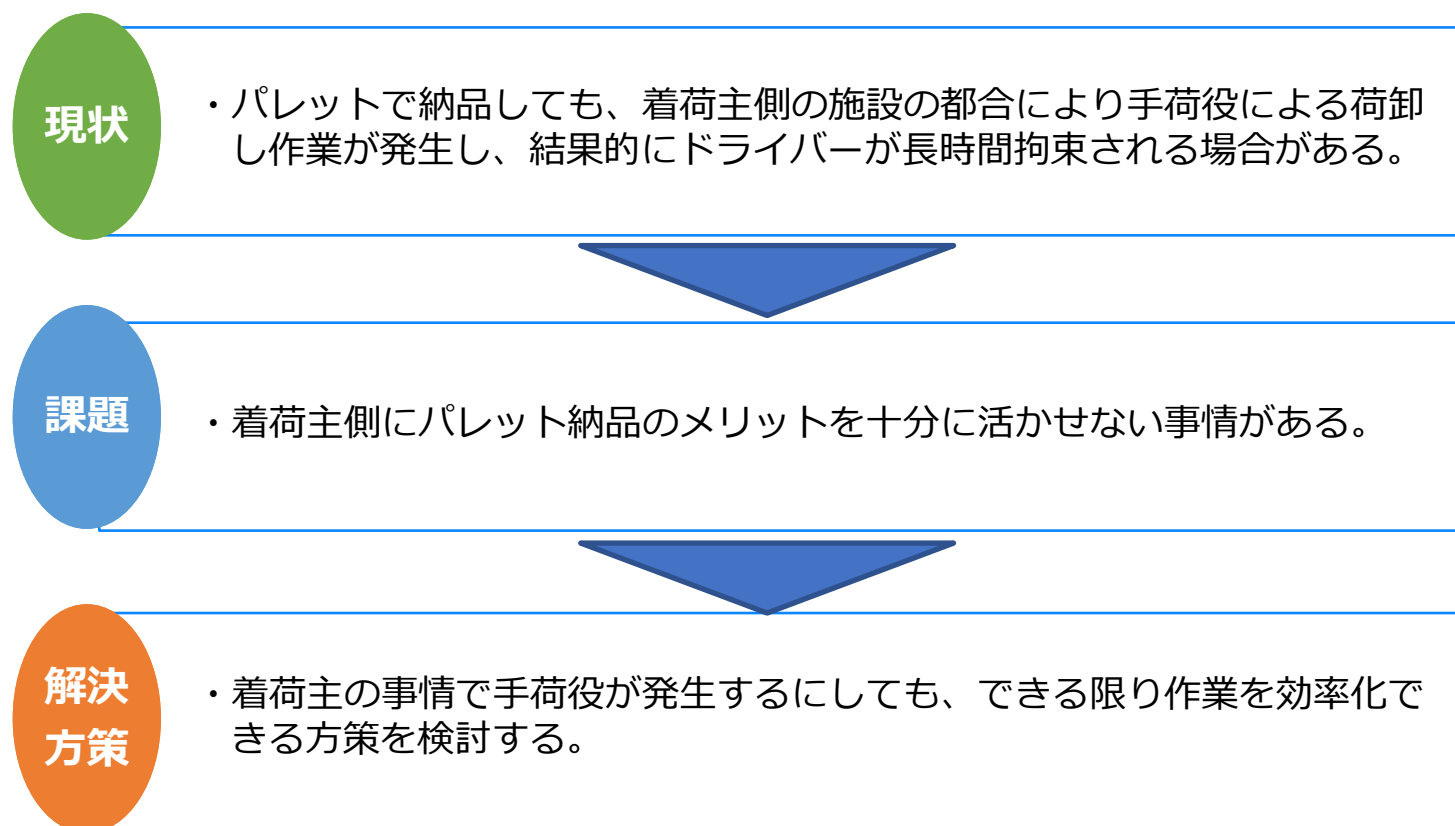 現状
・パレットで納品しても、着荷主側の施設の都合により手荷役による荷卸
し作業が発生し、結果的にドライバーが長時間拘束される場合がある。
課題
・着荷主側にパレット納品のメリットを十分に活かせない事情がある。
解決
方策
・着荷主の事情で手荷役が発生するにしても、できる限り作業を効率化で
きる方策を検討する。